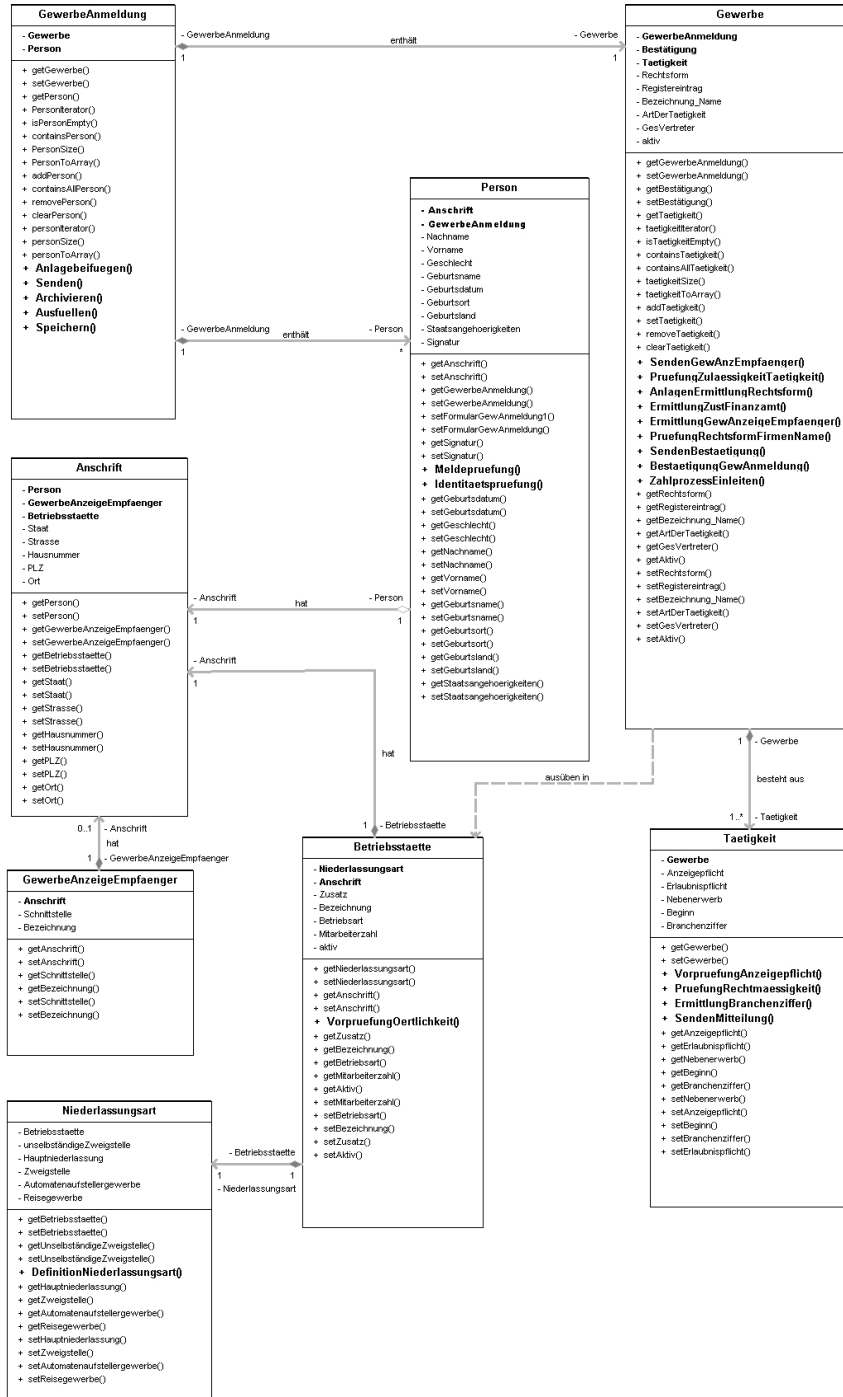 GewerbeAnmeldung
- Gewerbe
- Person
+ getGewerbe()
+ setGewerbe()
+ getPerson()
+ PersonIterator()
+ isPersonEmpty()
+ containsPerson()
+ PersonSize()
+ PersonToArray()
+ addPerson()
+ containsAllPerson()
+ removePerson()
+ clearPerson()
+ personIterator()
+ personSize()
+ personToArray()
+ Anlagebeifuegen()
+ Senden()
+ Archivieren()
+ Ausfuellen()
+ Speichern()
- GewerbeAnmeldung
enthält
- Gewerbe
1
1
Gewerbe
- GewerbeAnmeldung
- Bestätigung
- Taetigkeit
- Rechtsform
- Registereintrag
- Bezeichnung_Name
- ArtDerTaetigkeit
- GesVertreter
- aktiv
+ getGewerbeAnmeldung()
+ setGewerbeAnmeldung()
+ getBestätigung()
+ setBestätigung()
+ getTaetigkeit()
+ taetigkeitIterator()
+ isTaetigkeitEmpty()
+ containsTaetigkeit()
+ containsAllTaetigkeit()
+ taetigkeitSize()
+ taetigkeitToArray()
+ addTaetigkeit()
+ setTaetigkeit()
+ removeTaetigkeit()
+ clearTaetigkeit()
+ SendenGewAnzEmpfaenger()
+ PruefungZulaessigkeitTaetigkeit()
+ AnlagenErmittlungRechtsform()
+ ErmittlungZustFinanzamt()
+ ErmittlungGewAnzeigeEmpfaenger()
+ PruefungRechtsformFirmenName()
+ SendenBestaetigung()
+ BestaetigungGewAnmeldung()
+ ZahlprozessEinleiten()
+ getRechtsform()
+ getRegistereintrag()
+ getBezeichnung_Name()
+ getArtDerTaetigkeit()
+ getGesVertreter()
+ getAktiv()
+ setRechtsform()
+ setRegistereintrag()
+ setBezeichnung_Name()
+ setArtDerTaetigkeit()
+ setGesVertreter()
+ setAktiv()
- GewerbeAnmeldung
enthält
- Person
1
*
Person
- Anschrift
- GewerbeAnmeldung
- Nachname
- Vorname
- Geschlecht
- Geburtsname
- Geburtsdatum
- Geburtsort
- Geburtsland
- Staatsangehoerigkeiten
- Signatur
+ getAnschrift()
+ setAnschrift()
+ getGewerbeAnmeldung()
+ setGewerbeAnmeldung()
+ setFormularGewAnmeldung1()
+ setFormularGewAnmeldung()
+ getSignatur()
+ setSignatur()
+ Meldepruefung()
+ Identitaetspruefung()
+ getGeburtsdatum()
+ setGeburtsdatum()
+ getGeschlecht()
+ setGeschlecht()
+ getNachname()
+ setNachname()
+ getVorname()
+ setVorname()
+ getGeburtsname()
+ setGeburtsname()
+ getGeburtsort()
+ setGeburtsort()
+ getGeburtsland()
+ setGeburtsland()
+ getStaatsangehoerigkeiten()
+ setStaatsangehoerigkeiten()
Anschrift
- Person
- GewerbeAnzeigeEmpfaenger
- Betriebsstaette
- Staat
- Strasse
- Hausnummer
- PLZ
- Ort
+ getPerson()
+ setPerson()
+ getGewerbeAnzeigeEmpfaenger()
+ setGewerbeAnzeigeEmpfaenger()
+ getBetriebsstaette()
+ setBetriebsstaette()
+ getStaat()
+ setStaat()
+ getStrasse()
+ setStrasse()
+ getHausnummer()
+ setHausnummer()
+ getPLZ()
+ setPLZ()
+ getOrt()
+ setOrt()
- Anschrift
hat
- Person
1
1
- Anschrift
1
hat
1
- Betriebsstaette
ausüben in
1
- Gewerbe
besteht aus
1..*
- Taetigkeit
0..1
- Anschrift
hat
1
- GewerbeAnzeigeEmpfaenger
GewerbeAnzeigeEmpfaenger
- Anschrift
- Schnittstelle
- Bezeichnung
+ getAnschrift()
+ setAnschrift()
+ getSchnittstelle()
+ getBezeichnung()
+ setSchnittstelle()
+ setBezeichnung()
Betriebsstaette
- Niederlassungsart
- Anschrift
- Zusatz
- Bezeichnung
- Betriebsart
- Mitarbeiterzahl
- aktiv
+ getNiederlassungsart()
+ setNiederlassungsart()
+ getAnschrift()
+ setAnschrift()
+ VorpruefungOertlichkeit()
+ getZusatz()
+ getBezeichnung()
+ getBetriebsart()
+ getMitarbeiterzahl()
+ getAktiv()
+ setMitarbeiterzahl()
+ setBetriebsart()
+ setBezeichnung()
+ setZusatz()
+ setAktiv()
Taetigkeit
- Gewerbe
- Anzeigepflicht
- Erlaubnispflicht
- Nebenerwerb
- Beginn
- Branchenziffer
+ getGewerbe()
+ setGewerbe()
+ VorpruefungAnzeigepflicht()
+ PruefungRechtmaessigkeit()
+ ErmittlungBranchenziffer()
+ SendenMitteilung()
+ getAnzeigepflicht()
+ getErlaubnispflicht()
+ getNebenerwerb()
+ getBeginn()
+ getBranchenziffer()
+ setNebenerwerb()
+ setAnzeigepflicht()
+ setBeginn()
+ setBranchenziffer()
+ setErlaubnispflicht()
Niederlassungsart
- Betriebsstaette
- unselbständigeZweigstelle
- Hauptniederlassung
- Zweigstelle
- Automatenaufstellergewerbe
- Reisegewerbe
+ getBetriebsstaette()
+ setBetriebsstaette()
+ getUnselbständigeZweigstelle()
+ setUnselbständigeZweigstelle()
+ DefinitionNiederlassungsart()
+ getHauptniederlassung()
+ getZweigstelle()
+ getAutomatenaufstellergewerbe()
+ getReisegewerbe()
+ setHauptniederlassung()
+ setZweigstelle()
+ setAutomatenaufstellergewerbe()
+ setReisegewerbe()
- Betriebsstaette
1
1
- Niederlassungsart